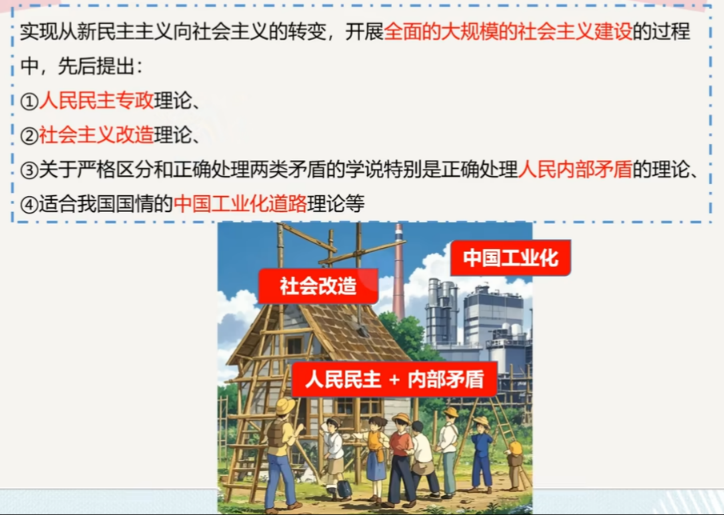 实现从新民主主义向社会主义的转变，开展全面的大规模的社会主义建设的过程
中，先后提出：
①人民民主专政理论、
②社会主义改造理论、
③关于严格区分和正确处理两类矛盾的学说特别是正确处理人民内部矛盾的理论、
④适合我国国情的中国工业化道路理论等
中国工业化
社会改造
人民民主 + 内部矛盾